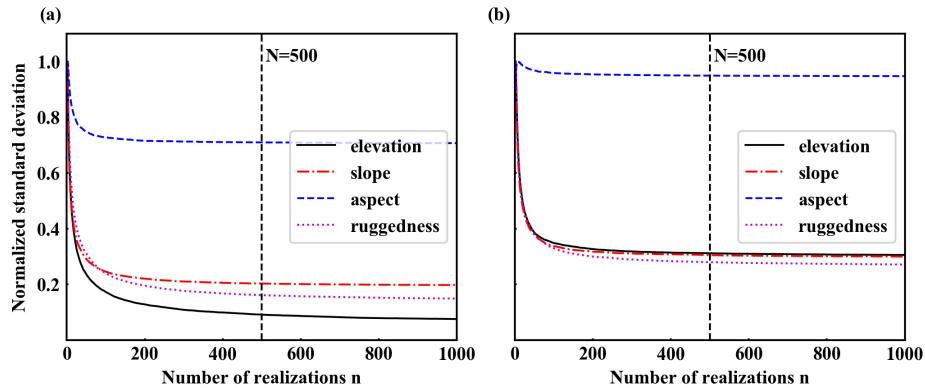 (a)
(b)
N=500
N=500
1.0
0.8
0.6
0.4
0.2
Normalized standard deviation
elevation
slope
aspect
ruggedness
elevation
slope
aspect
ruggedness
0 200 400 600 800 1000
0 200 400 600 800 1000
Number of realizations n
Number of realizations n